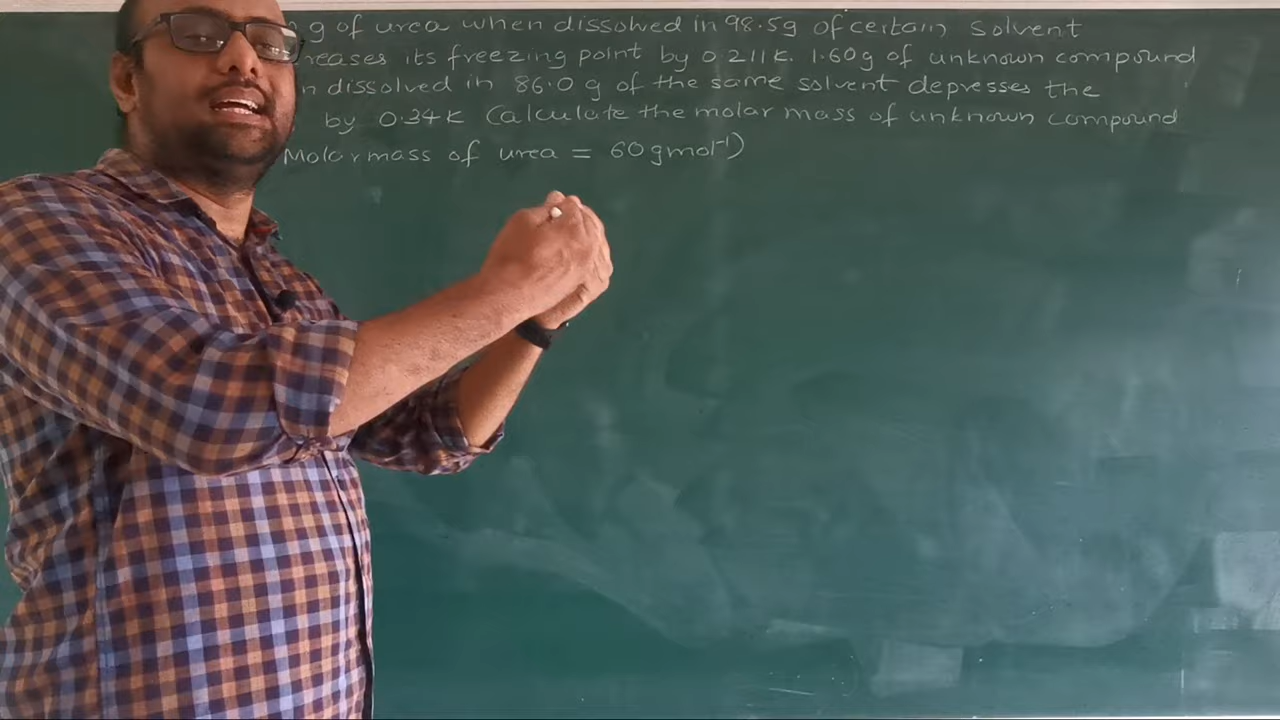 g of urea when dissolved in 98.5g of certain solvent
reases its freezing point by 0.211K. 1.60g of unknown compound
n dissolved in 86.0 g of the same solvent depresses the
by 0.34K Calculate the molar mass of unknown compound
Molar mass of urea = 60gmol⁻¹)